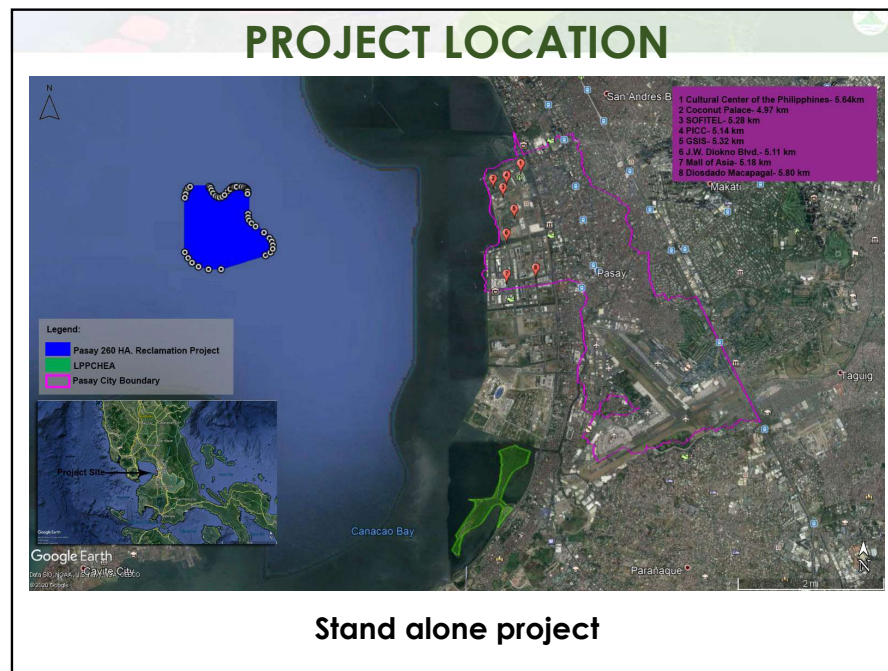 PROJECT LOCATION
N
San Andres B
1 Cultural Center of the Philipphines- 5.64km
2 Coconut Palace- 4.97 km
3 SOFITEL- 5.28 km
4 PICC- 5.14 km
5 GSIS- 5.32 km
6 J.W. Diokno Blvd.- 5.11 km
7 Mall of Asia- 5.18 km
8 Diosdado Macapagal- 5.80 km
Makati
Pasay
Legend:
Pasay 260 HA. Reclamation Project
LPPCHEA
Pasay City Boundary
Taguig
Project Site
Canacao Bay
Google Earth
Cavite City
©2020 Google
Parañaque
N
2 mi
Stand alone project